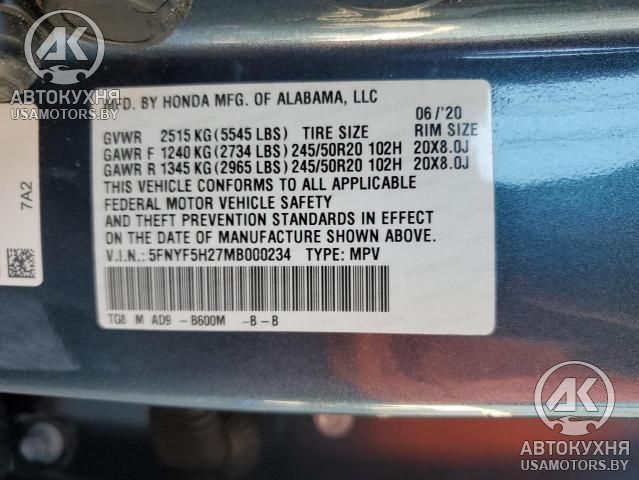 AK
АВТОКУХНЯ
USAMOTORS.BY
MFD. BY HONDA MFG. OF ALABAMA, LLC
06/'20
GVWR 2515 KG (5545 LBS) TIRE SIZE RIM SIZE
GAWR F 1240 KG (2734 LBS) 245/50R20 102H 20X8.0J
GAWR R 1345 KG (2965 LBS) 245/50R20 102H 20X8.0J
THIS VEHICLE CONFORMS TO ALL APPLICABLE
FEDERAL MOTOR VEHICLE SAFETY
AND THEFT PREVENTION STANDARDS IN EFFECT
ON THE DATE OF MANUFACTURE SHOWN ABOVE.
V.I.N.: 5FNYF5H27MB000234 TYPE: MPV
TG8 M AD9 - B600M -B - B
7A2
AK
АВТОКУХНЯ
USAMOTORS.BY